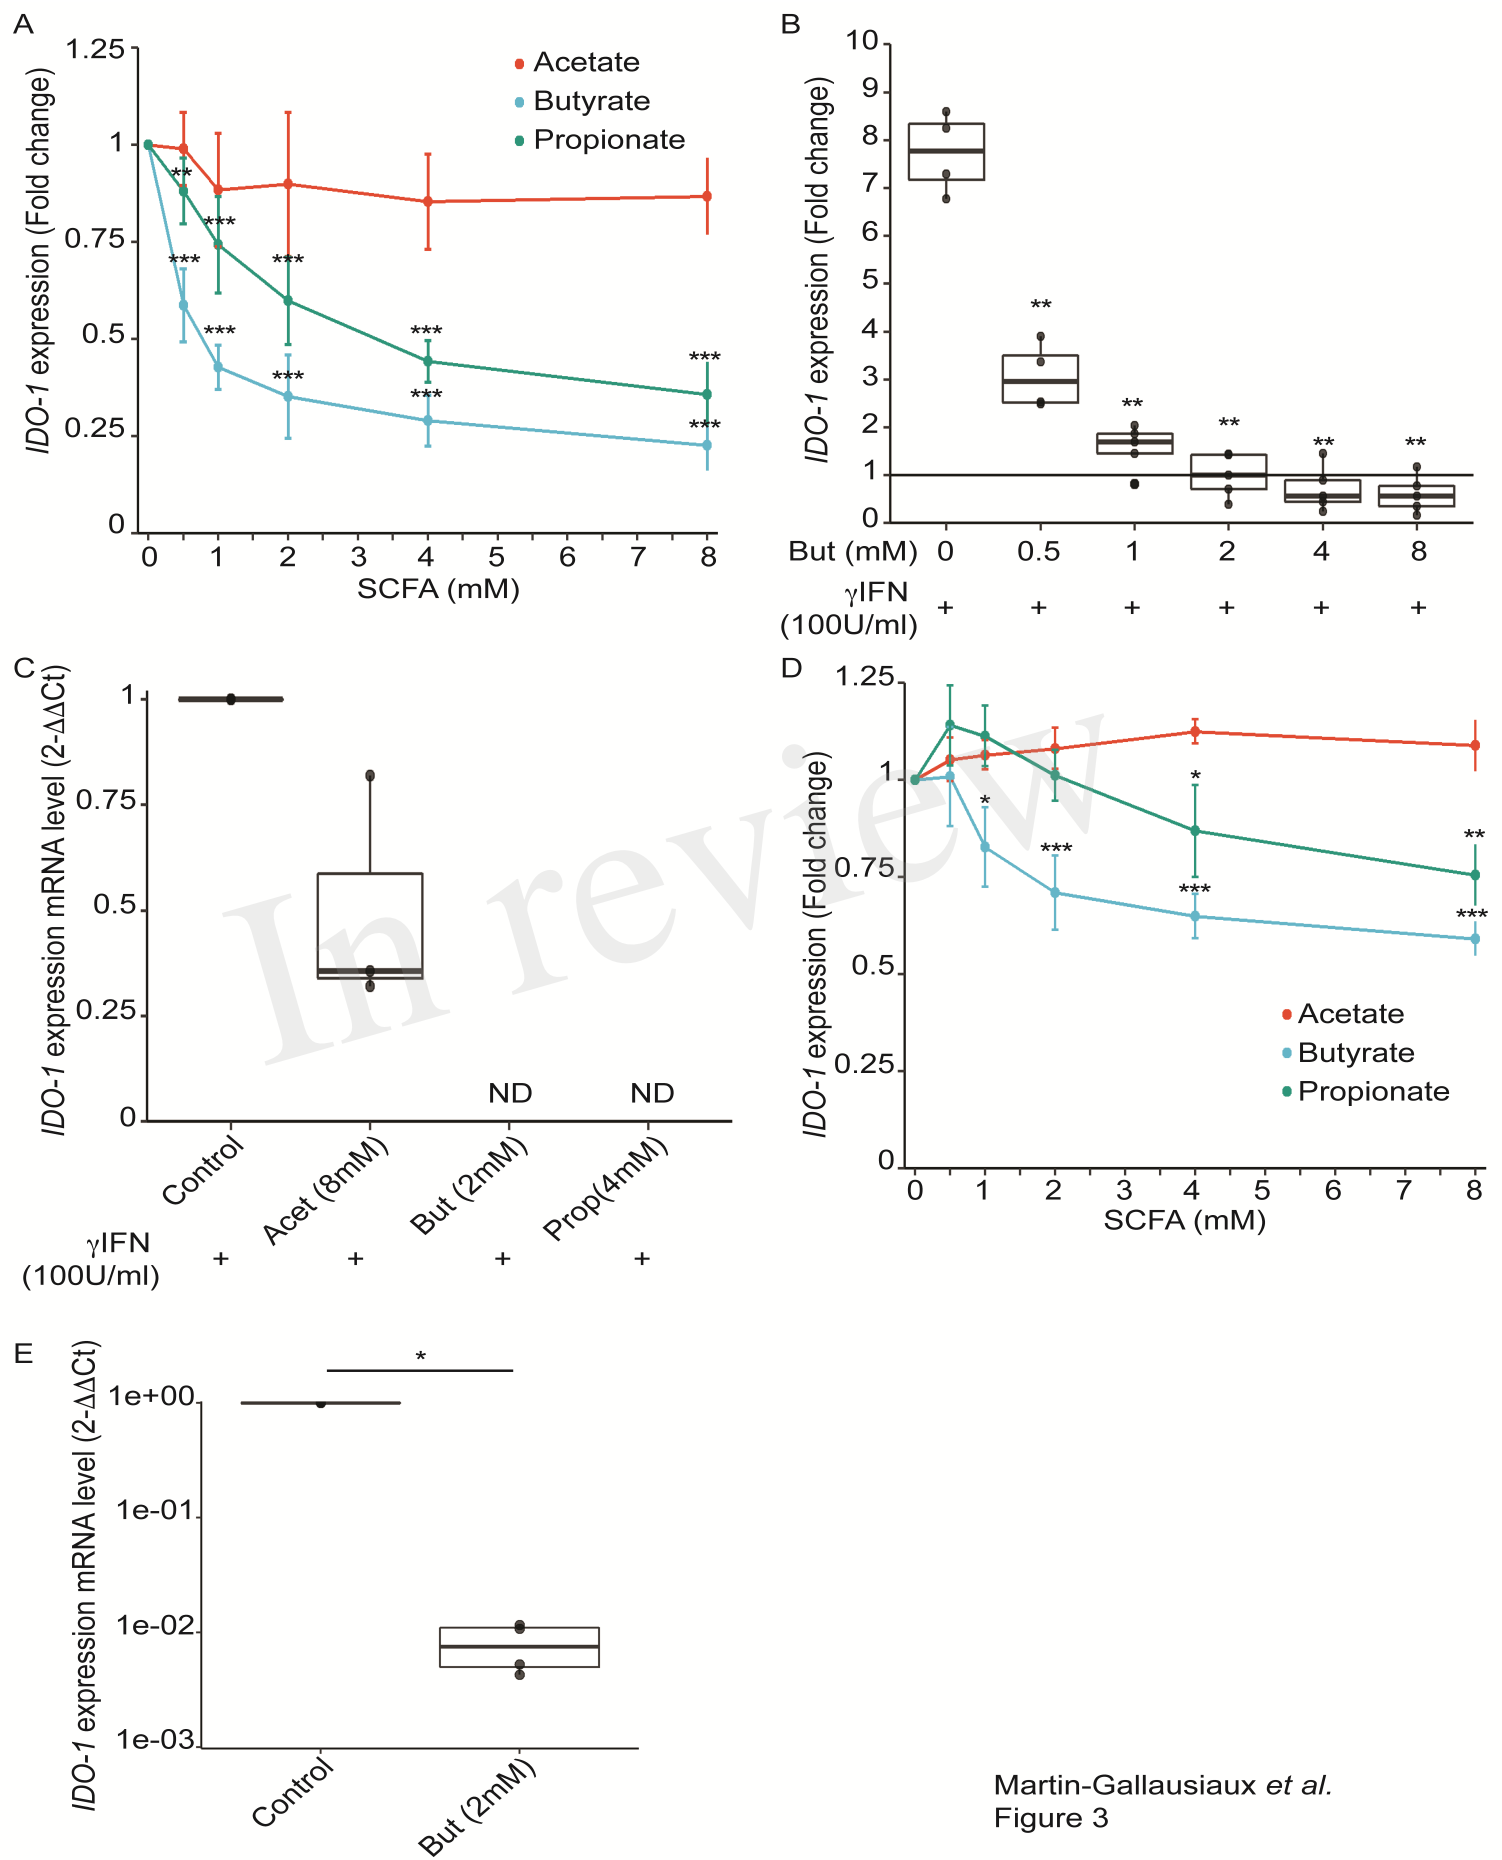 A
IDO-1 expression (Fold change)
1.25
1
0.75
0.5
0.25
0
Acetate
Butyrate
Propionate
**
***
***
***
***
***
***
***
***
***
0 1 2 3 4 5 6 7 8
SCFA (mM)
B
IDO-1 expression (Fold change)
10
9
8
7
6
5
4
3
2
1
0
**
**
**
**
**
But (mM) 0 0.5 1 2 4 8
γIFN
(100U/ml) + + + + + +
C
IDO-1 expression mRNA level (2-ΔΔCt)
1
0.75
0.5
0.25
0
ND ND
Control
Acet (8mM)
But (2mM)
Prop(4mM)
γIFN
(100U/ml) + + + +
D
IDO-1 expression (Fold change)
1.25
1
0.75
0.5
0.25
0
*
*
***
**
***
***
Acetate
Butyrate
Propionate
0 1 2 3 4 5 6 7 8
SCFA (mM)
In review
E
IDO-1 expression mRNA level (2-ΔΔCt)
*
1e+00
1e-01
1e-02
1e-03
Control
But (2mM)
Martin-Gallausiaux et al.
Figure 3